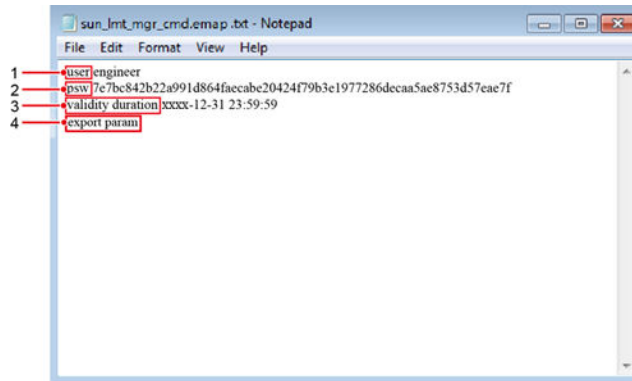 sun_lmt_mgr_cmd.emap .txt - Notepad
File Edit Format View Help
1 user engineer
2 psw 7e7bc842b22a991d864faecabe20424f79b3e1977286decaa5ae8753d57eae7f
3 validity duration xxxx-12-31 23:59:59
4 export param